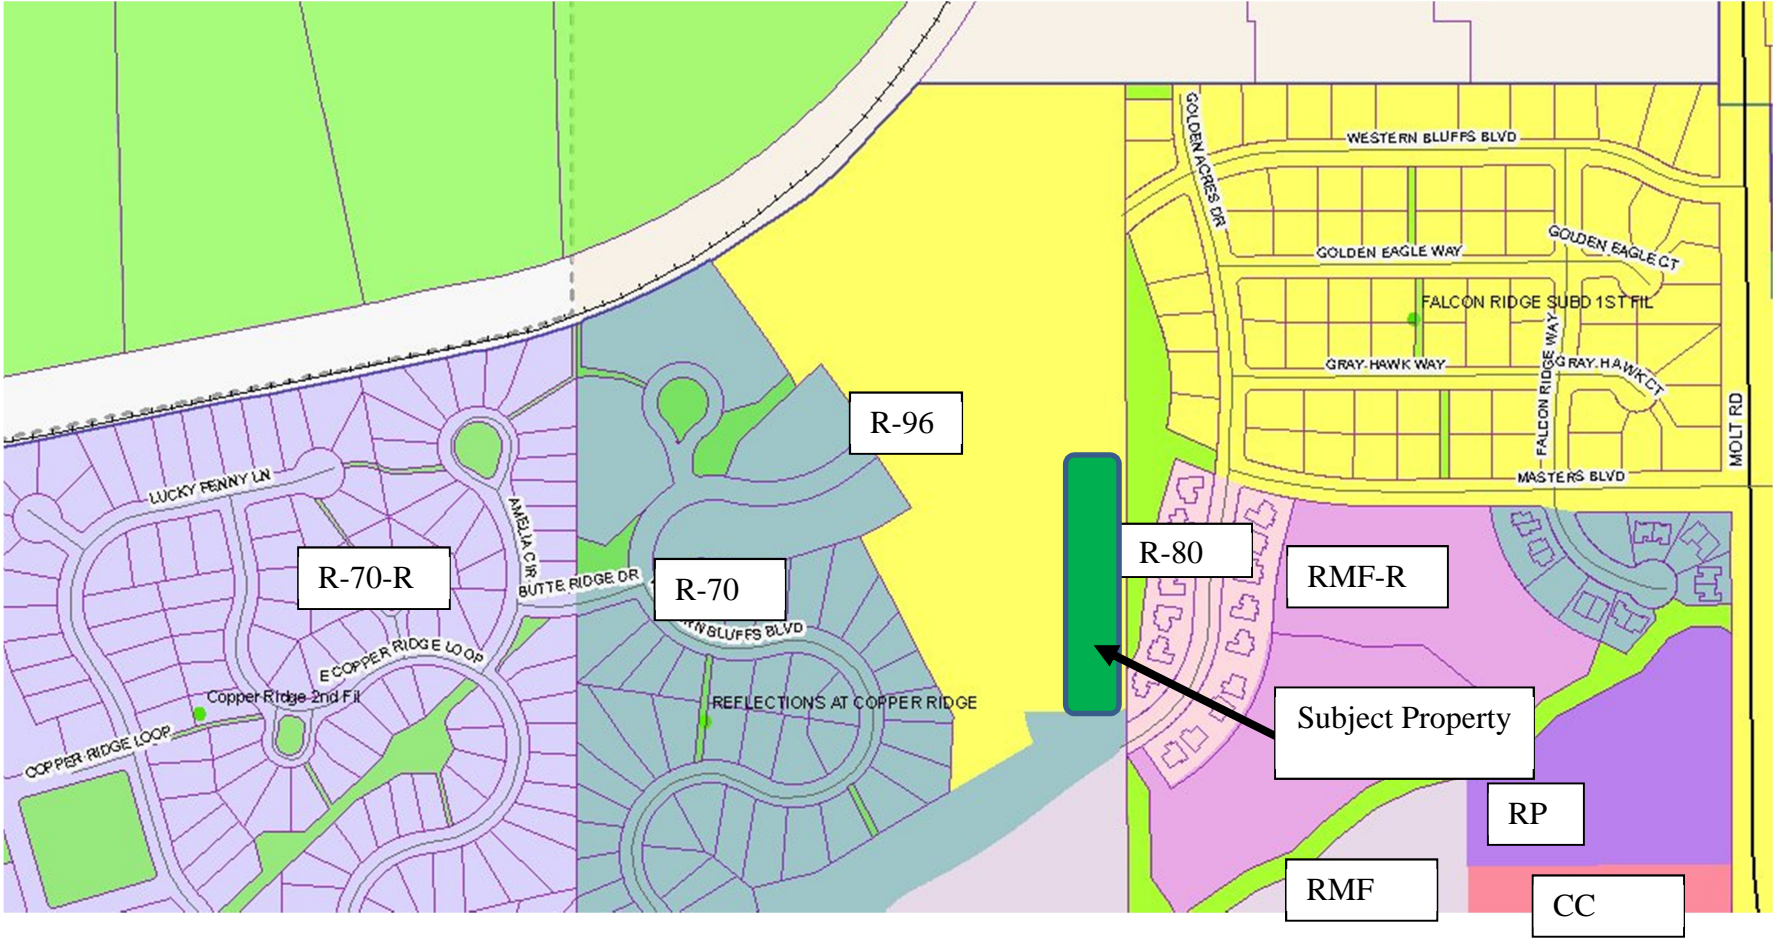 GOLDEN ACRES DR
WESTERN BLUFFS BLVD
GOLDEN EAGLE WAY
GOLDEN EAGLE CT
FALCON RIDGE SUBD 1ST FIL
FALCON RIDGE WAY
GRAY HAWK WAY
GRAY HAWK CT
MOLT RD
MASTERS BLVD
R-96
LUCKY PENNY LN
AMELIA CIR
R-80
RMF-R
R-70-R
BUTTE RIDGE DR
R-70
RN BLUFFS BLVD
E COPPER RIDGE LOOP
Copper Ridge 2nd Fil
REFLECTIONS AT COPPER RIDGE
Subject Property
COPPER RIDGE LOOP
RP
RMF
CC